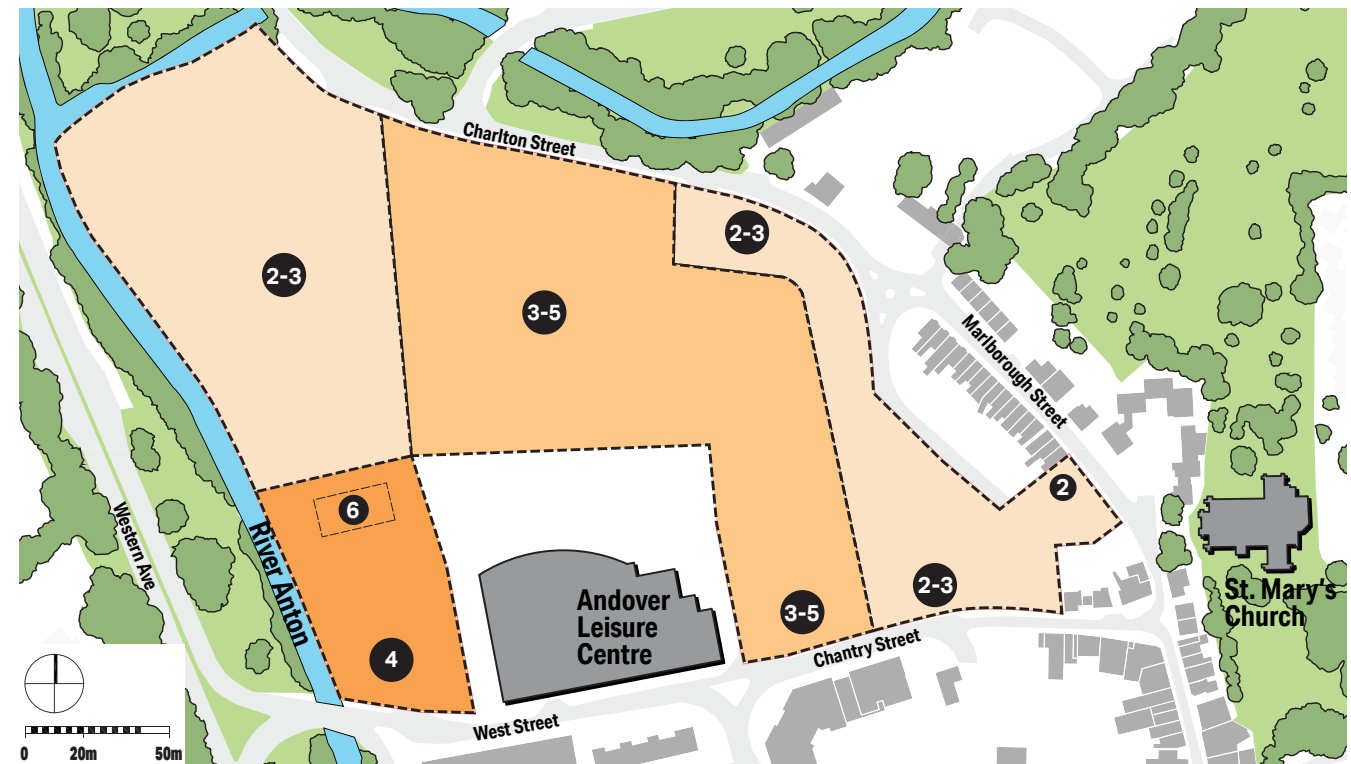 Charlton Street
2-3
2-3
3-5
Marlborough Street
2
6
Western Ave
River Anton
Andover
Leisure
Centre
2-3
3-5
4
St. Mary's
Church
Chantry Street
West Street
0
20m
50m